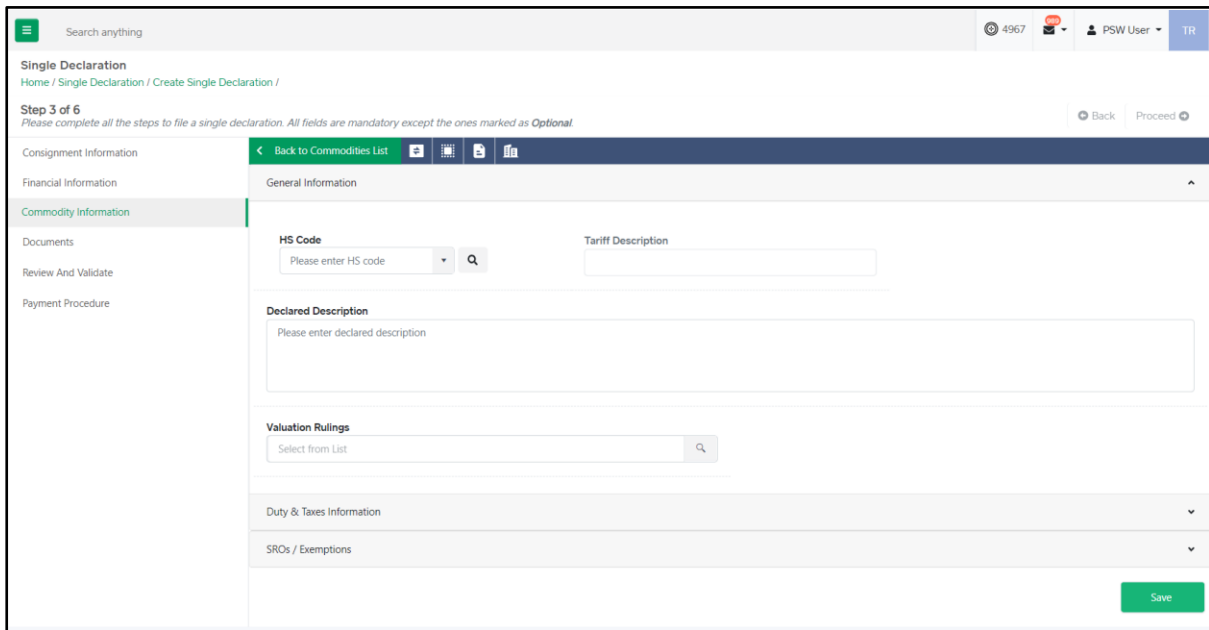 Search anything
4967
989
PSW User
TR
Single Declaration
Home / Single Declaration / Create Single Declaration /
Step 3 of 6
Please complete all the steps to file a single declaration. All fields are mandatory except the ones marked as Optional.
Back
Proceed
Consignment Information
Financial Information
Commodity Information
Documents
Review And Validate
Payment Procedure
Back to Commodities List
General Information
HS Code
Tariff Description
Please enter HS code
Declared Description
Please enter declared description
Valuation Rulings
Select from List
Duty & Taxes Information
SROs / Exemptions
Save